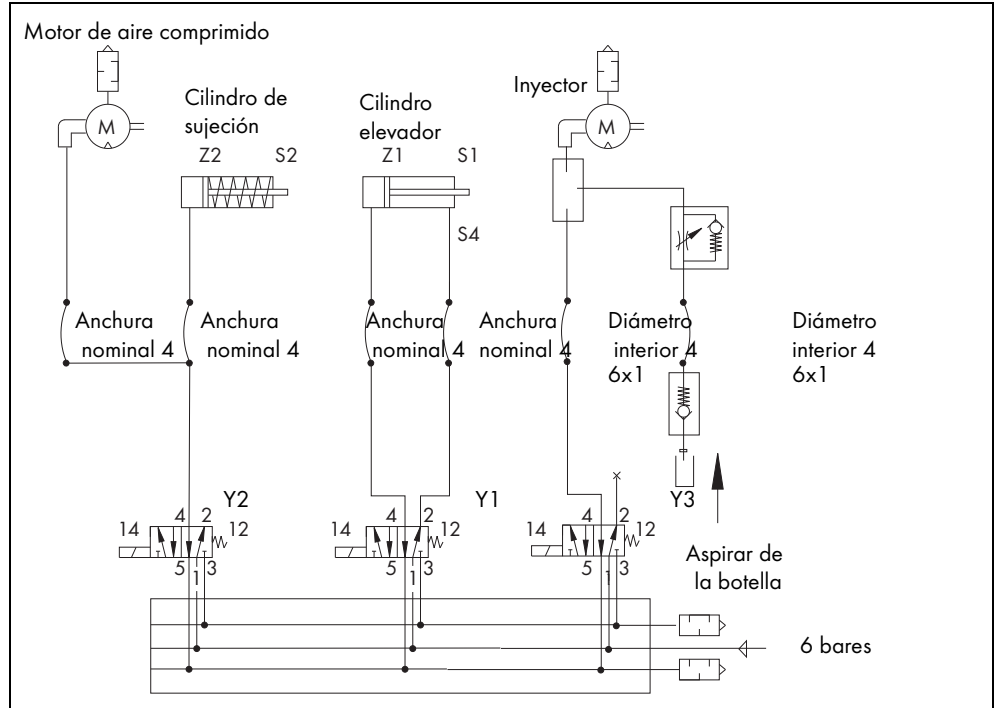 Motor de aire comprimido
Inyector
Cilindro de
sujeción
Cilindro
elevador
M
M
Z2 S2
Z1 S1
S4
Anchura
nominal 4
Anchura
nominal 4
Anchura
nominal 4
Anchura
nominal 4
Diámetro
interior 4
6x1
Diámetro
interior 4
6x1
Y2
Y1
Y3
14 4 2 12
5 1 3
14 4 2 12
5 1 3
14 4 2 12
5 1 3
Aspirar de
la botella
6 bares